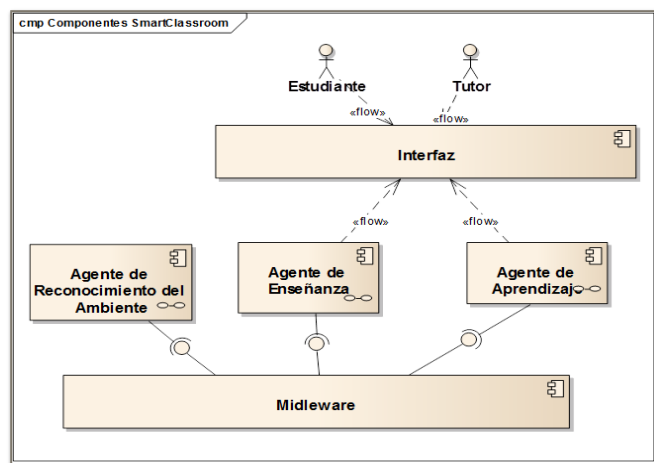 cmp Componentes SmartClassroom
Estudiante
Tutor
«flow»
«flow»
Interfaz
«flow»
«flow»
Agente de
Reconocimiento del
Ambiente
Agente de
Enseñanza
Agente de
Aprendizaje
Midleware